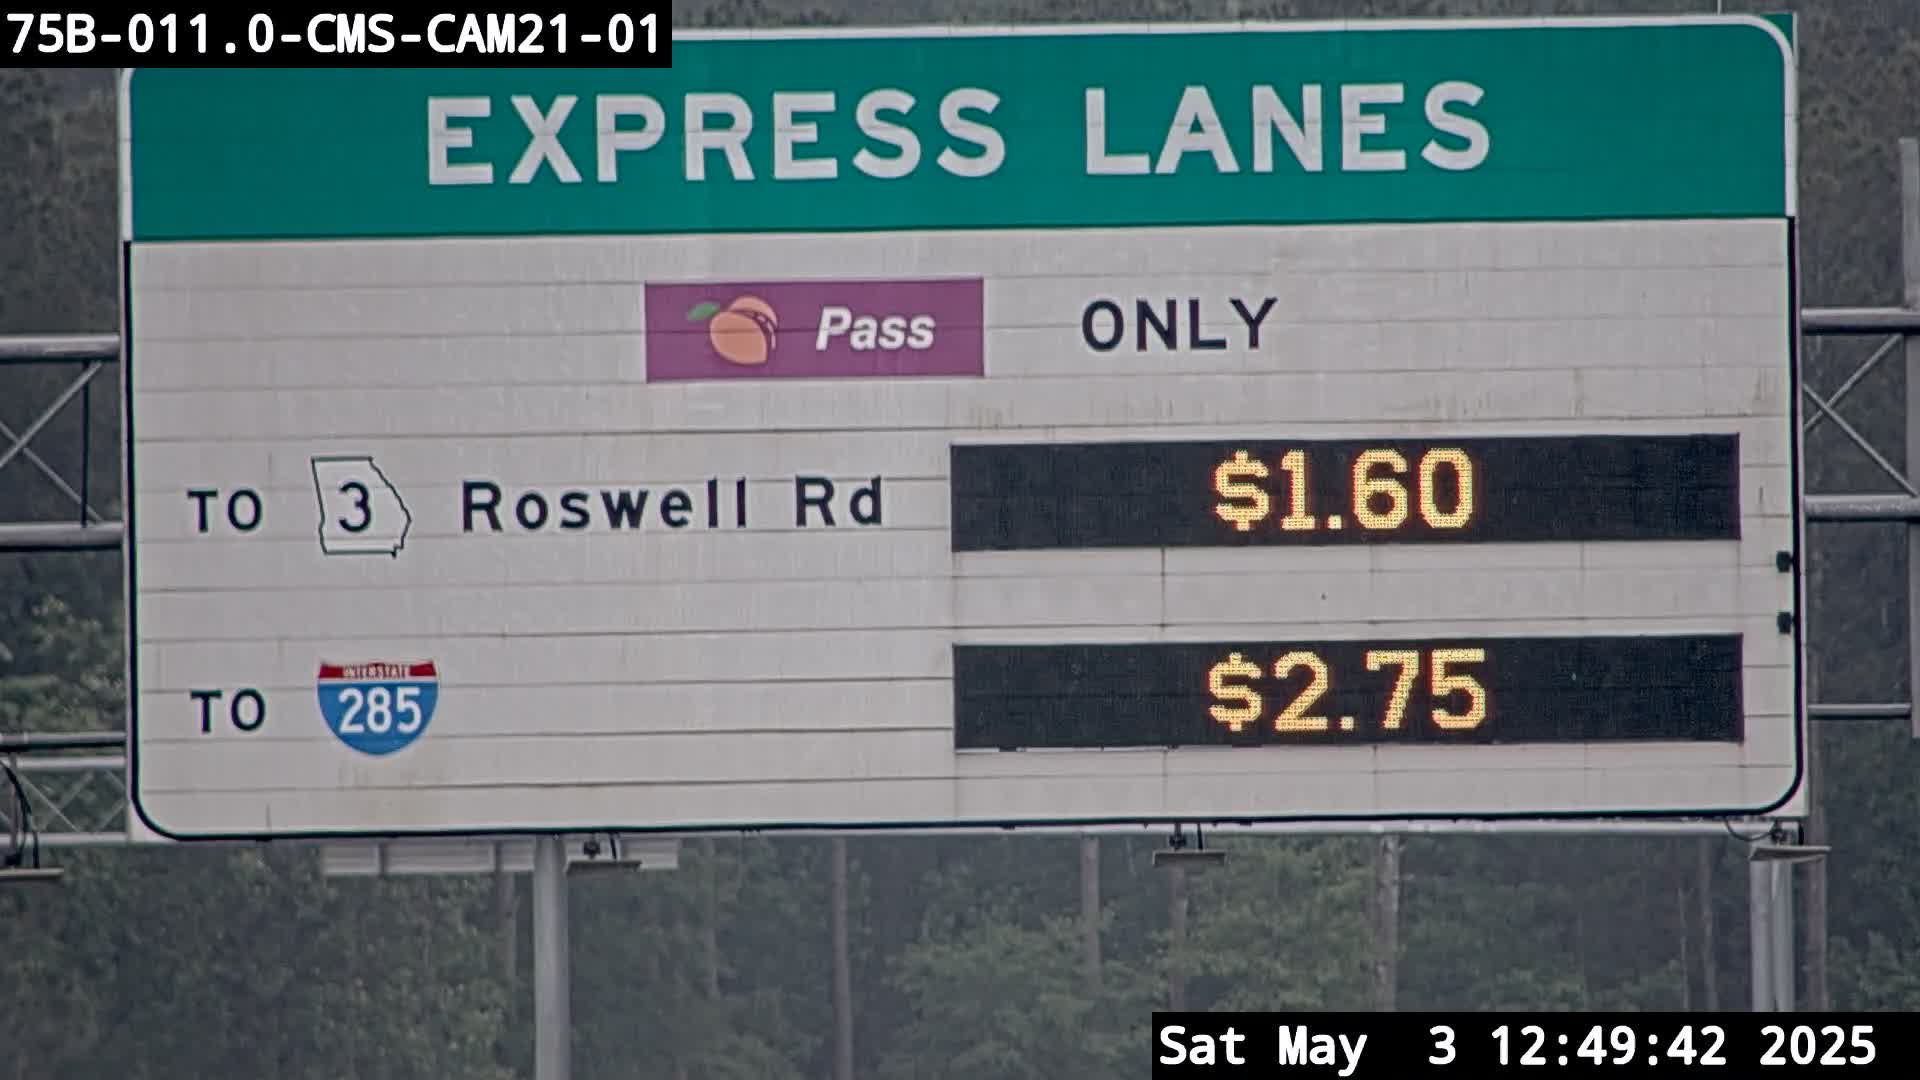 75B-011.0-CMS-CAM21-01
EXPRESS LANES
Pass ONLY
TO 3 Roswell Rd $1.60
INTERSTATE
TO 285 $2.75
Sat May 3 12:49:42 2025